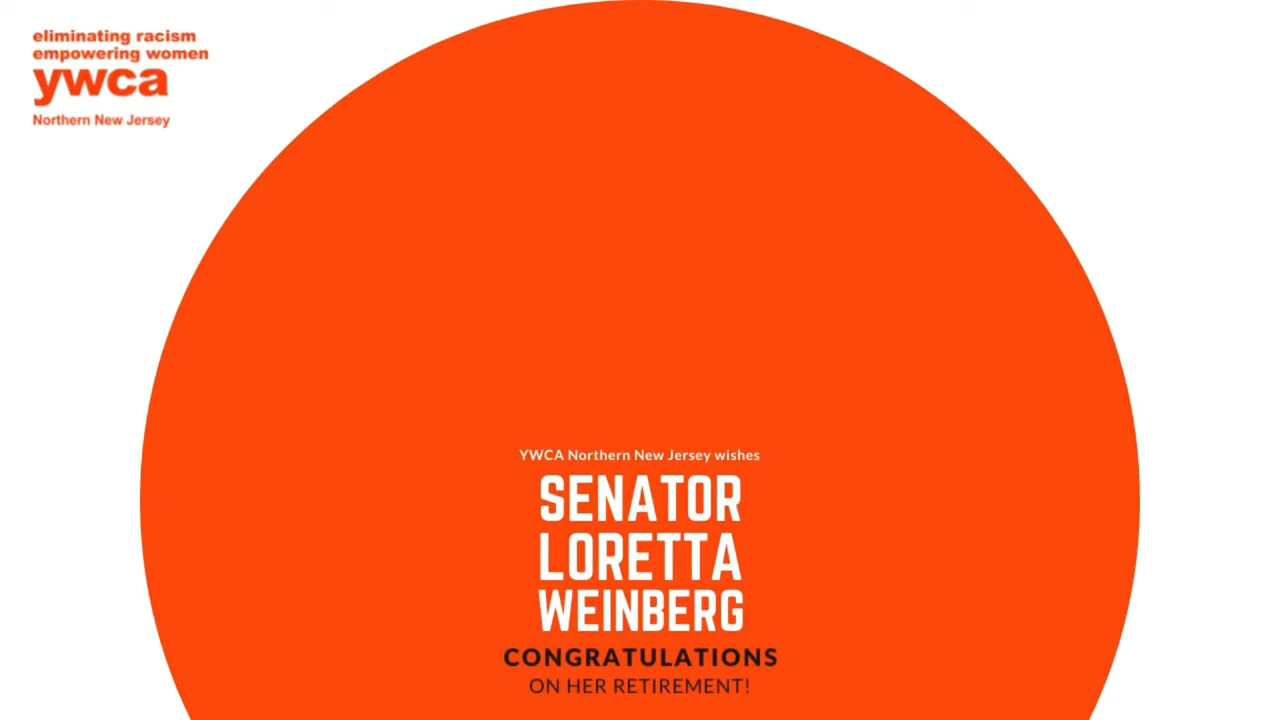 eliminating racism
empowering women
ywca
Northern New Jersey
YWCA Northern New Jersey wishes
SENATOR
LORETTA
WEINBERG
CONGRATULATIONS
ON HER RETIREMENT!